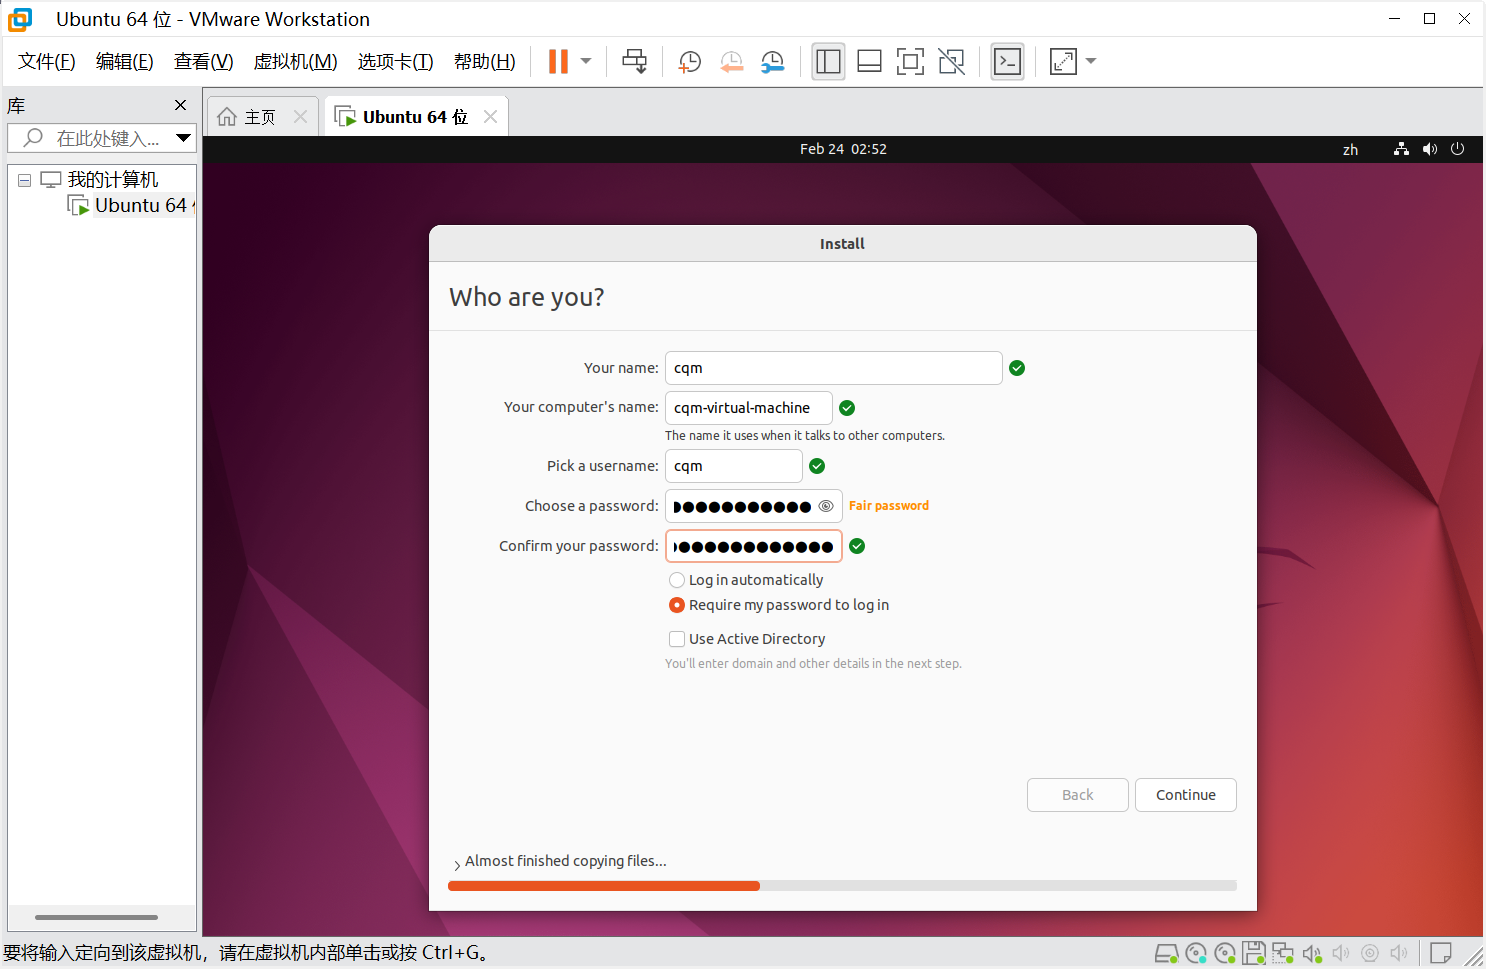 Ubuntu 64 位 - VMware Workstation
文件(F) 编辑(E) 查看(V) 虚拟机(M) 选项卡(T) 帮助(H)
库
在此处键入...
我的计算机
Ubuntu 64
主页
Ubuntu 64 位
Feb 24 02:52
zh
Install
Who are you?
Your name: cqm
Your computer's name: cqm-virtual-machine
The name it uses when it talks to other computers.
Pick a username: cqm
Choose a password: Fair password
Confirm your password:
Log in automatically
Require my password to log in
Use Active Directory
You'll enter domain and other details in the next step.
Back Continue
Almost finished copying files...
要将输入定向到该虚拟机，请在虚拟机内部单击或按 Ctrl+G。